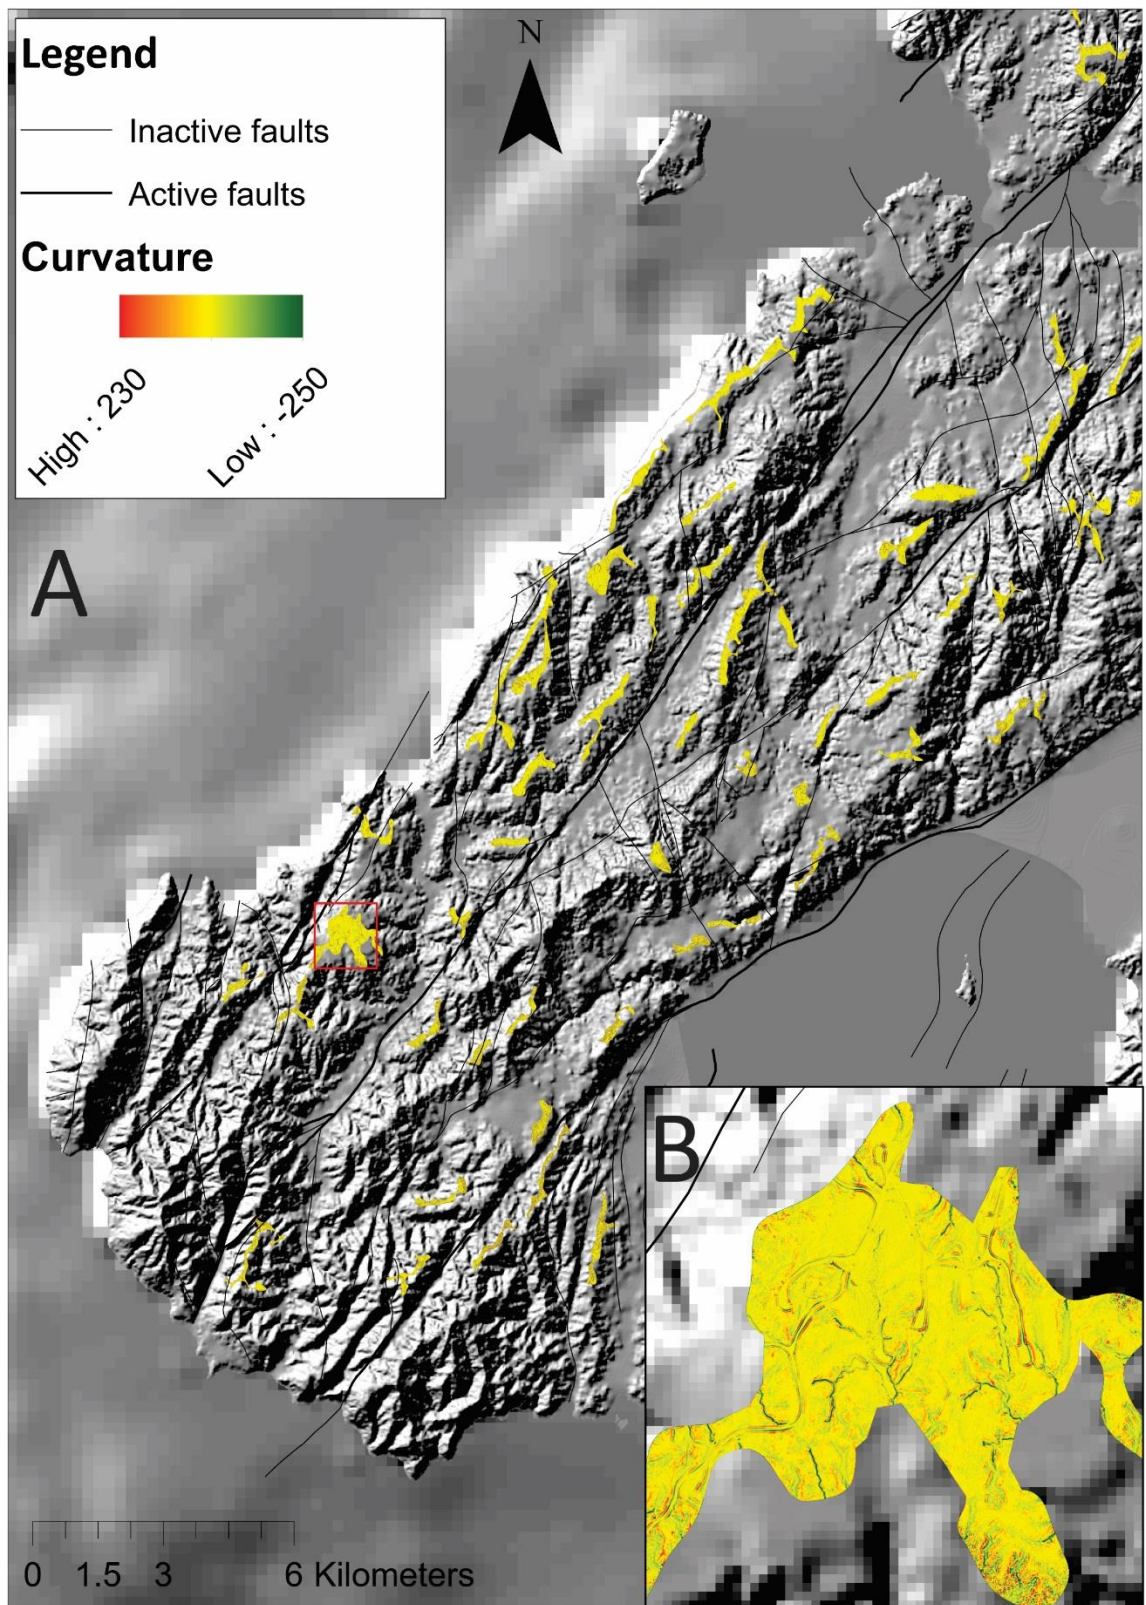 Legend
N
Inactive faults
Active faults
Curvature
High : 230
Low : -250
A
B
0 1.5 3 6 Kilometers